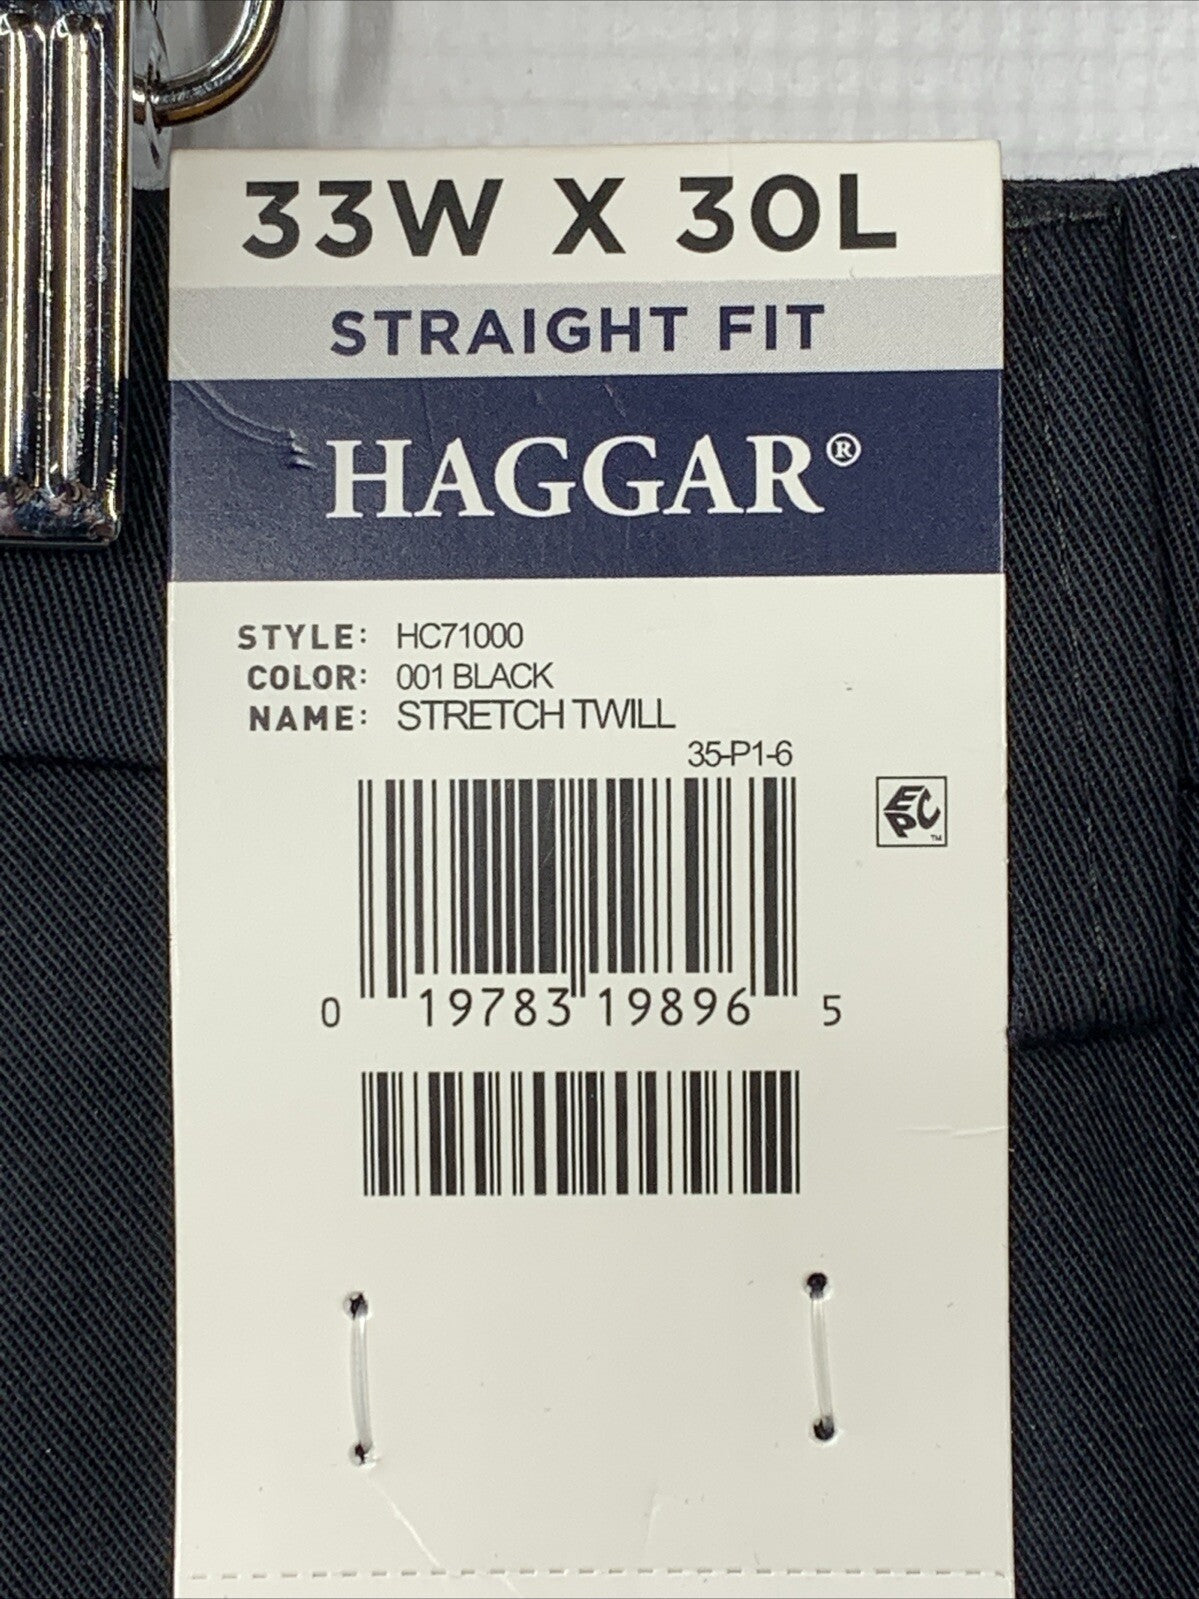 33W X 30L
STRAIGHT FIT
HAGGAR®
STYLE: HC71000
COLOR: 001 BLACK
NAME: STRETCH TWILL
35-P1-6
EPC™
0 19783 19896 5